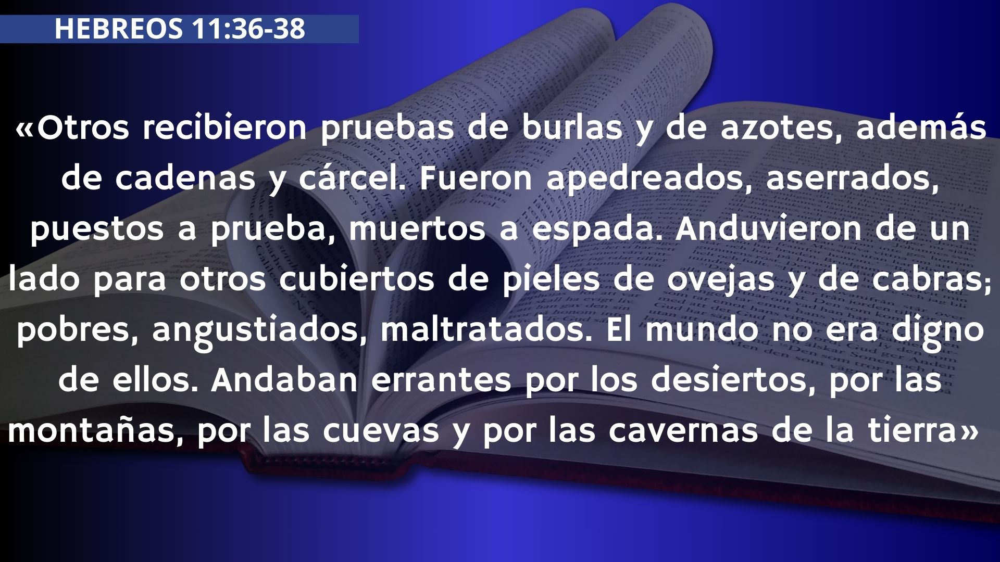 HEBREOS 11:36-38
«Otros recibieron pruebas de burlas y de azotes, además
de cadenas y cárcel. Fueron apedreados, aserrados,
puestos a prueba, muertos a espada. Anduvieron de un
lado para otros cubiertos de pieles de ovejas y de cabras;
pobres, angustiados, maltratados. El mundo no era digno
de ellos. Andaban errantes por los desiertos, por las
montañas, por las cuevas y por las cavernas de la tierra»